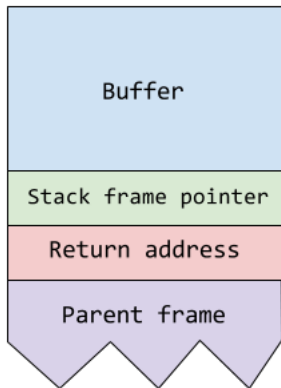 Buffer
Stack frame pointer
Return address
Parent frame